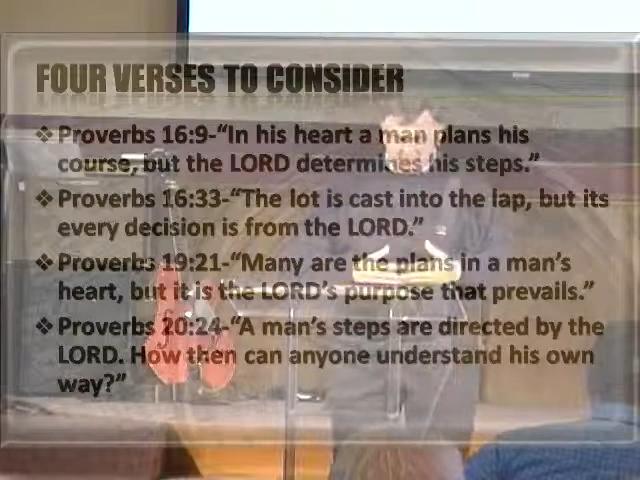 FOUR VERSES TO CONSIDER
❖ Proverbs 16:9-“In his heart a man plans his
course, but the LORD determines his steps.”
❖ Proverbs 16:33-“The lot is cast into the lap, but its
every decision is from the LORD.”
❖ Proverbs 19:21-“Many are the plans in a man’s
heart, but it is the LORD’s purpose that prevails.”
❖ Proverbs 20:24-“A man’s steps are directed by the
LORD. How then can anyone understand his own
way?”